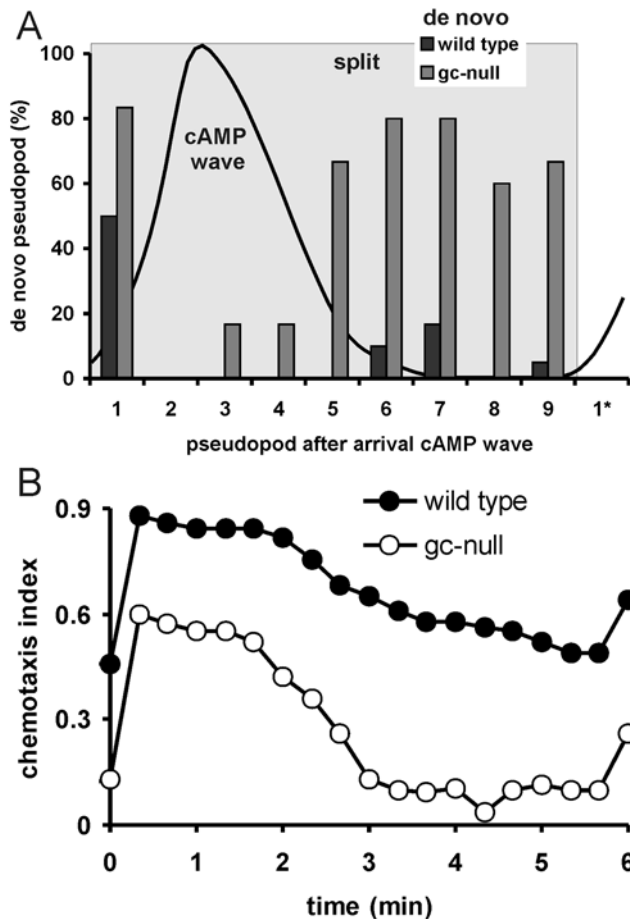 A
de novo
wild type
gc-null
split
cAMP
wave
de novo pseudopod (%)
100
80
60
40
20
0
1 2 3 4 5 6 7 8 9 1*
pseudopod after arrival cAMP wave
B
wild type
gc-null
chemotaxis index
0.9
0.6
0.3
0
0 1 2 3 4 5 6
time (min)